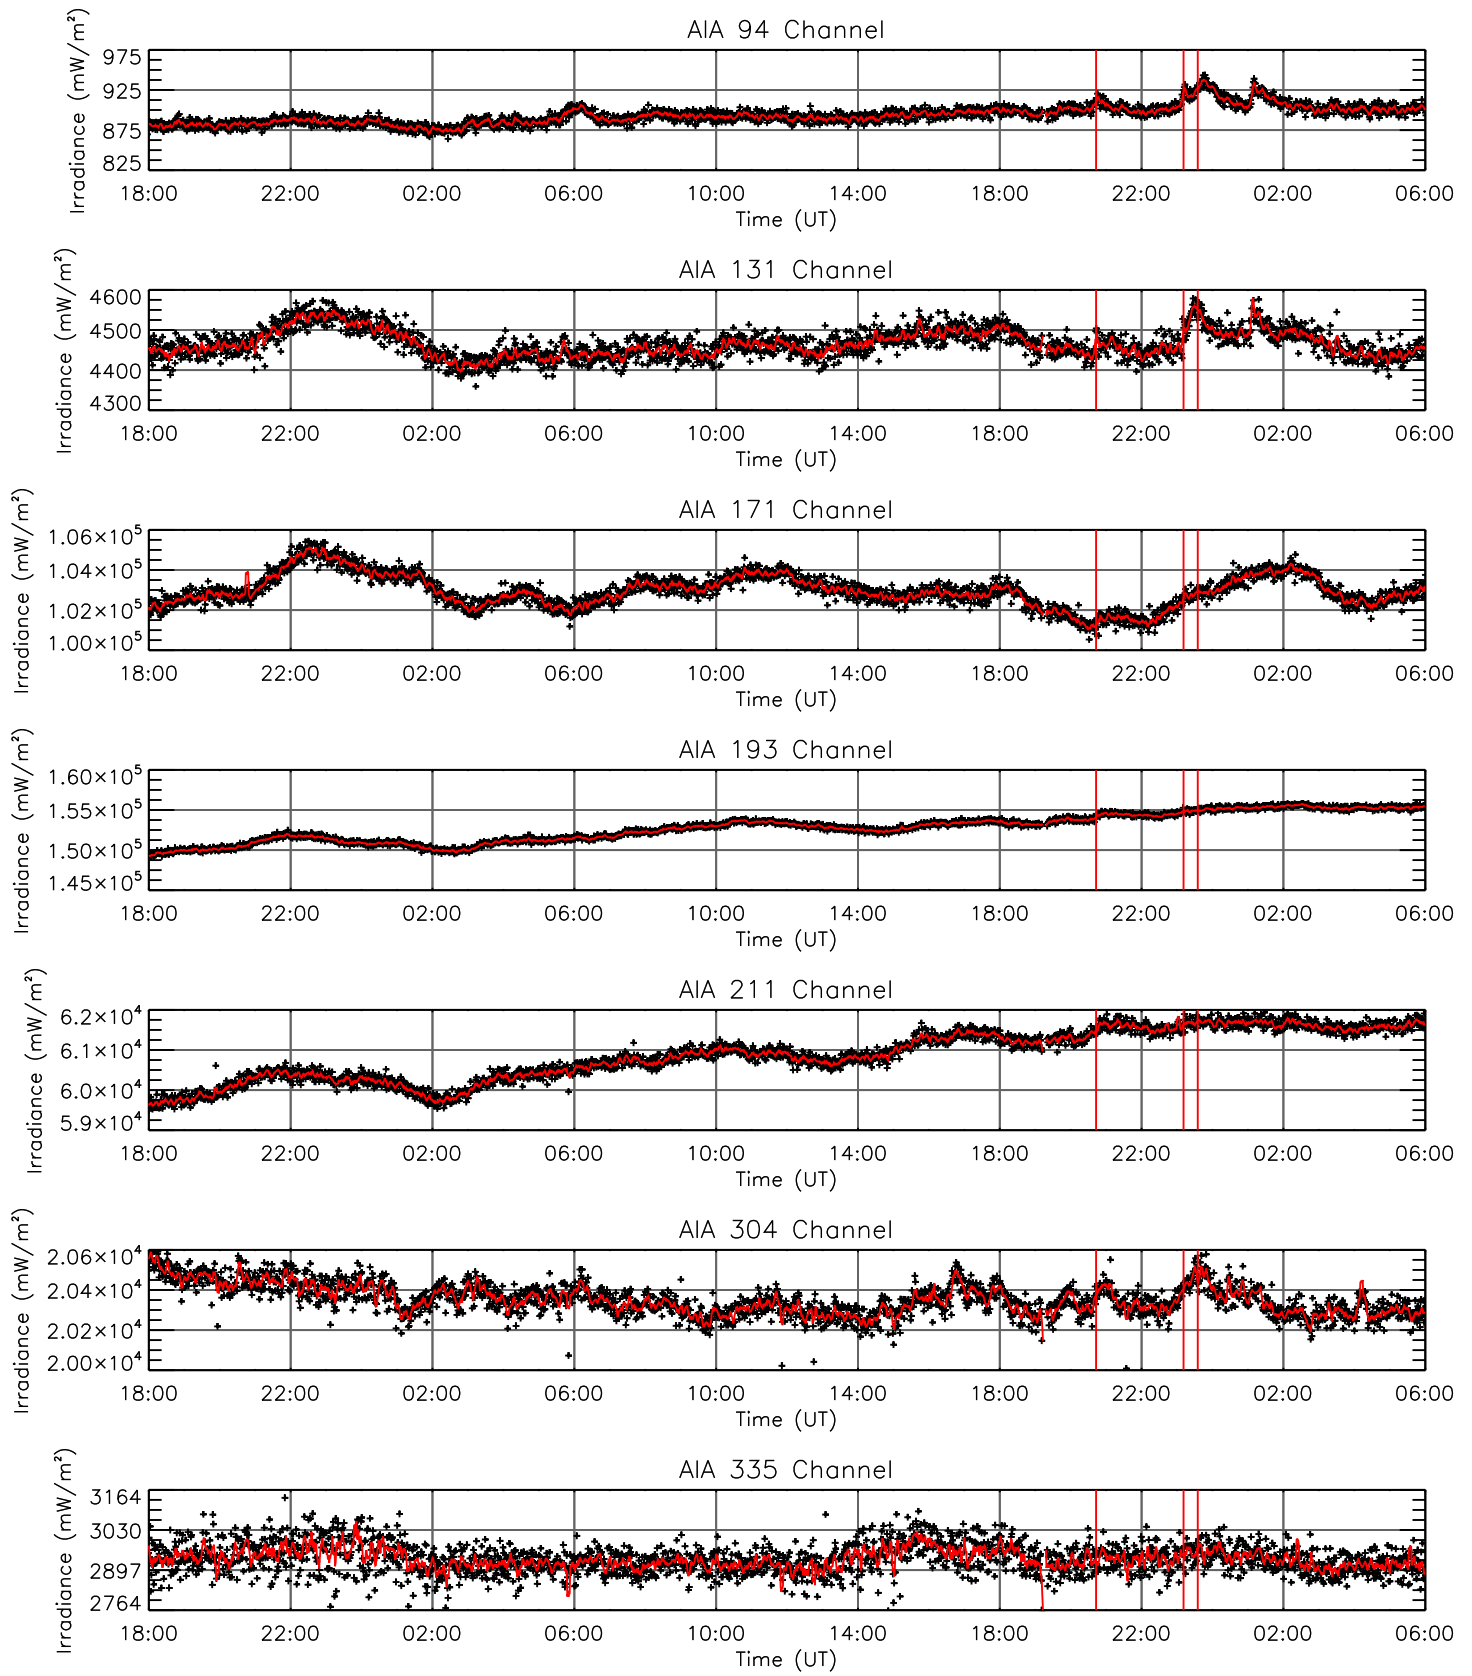 AIA 94 Channel
Irradiance (mW/m²)
975
925
875
825
18:00 22:00 02:00 06:00 10:00 14:00 18:00 22:00 02:00 06:00
Time (UT)
AIA 131 Channel
Irradiance (mW/m²)
4600
4500
4400
4300
18:00 22:00 02:00 06:00 10:00 14:00 18:00 22:00 02:00 06:00
Time (UT)
AIA 171 Channel
Irradiance (mW/m²)
1.06×10⁵
1.04×10⁵
1.02×10⁵
1.00×10⁵
18:00 22:00 02:00 06:00 10:00 14:00 18:00 22:00 02:00 06:00
Time (UT)
AIA 193 Channel
Irradiance (mW/m²)
1.60×10⁵
1.55×10⁵
1.50×10⁵
1.45×10⁵
18:00 22:00 02:00 06:00 10:00 14:00 18:00 22:00 02:00 06:00
Time (UT)
AIA 211 Channel
Irradiance (mW/m²)
6.2×10⁴
6.1×10⁴
6.0×10⁴
5.9×10⁴
18:00 22:00 02:00 06:00 10:00 14:00 18:00 22:00 02:00 06:00
Time (UT)
AIA 304 Channel
Irradiance (mW/m²)
2.06×10⁴
2.04×10⁴
2.02×10⁴
2.00×10⁴
18:00 22:00 02:00 06:00 10:00 14:00 18:00 22:00 02:00 06:00
Time (UT)
AIA 335 Channel
Irradiance (mW/m²)
3164
3030
2897
2764
18:00 22:00 02:00 06:00 10:00 14:00 18:00 22:00 02:00 06:00
Time (UT)